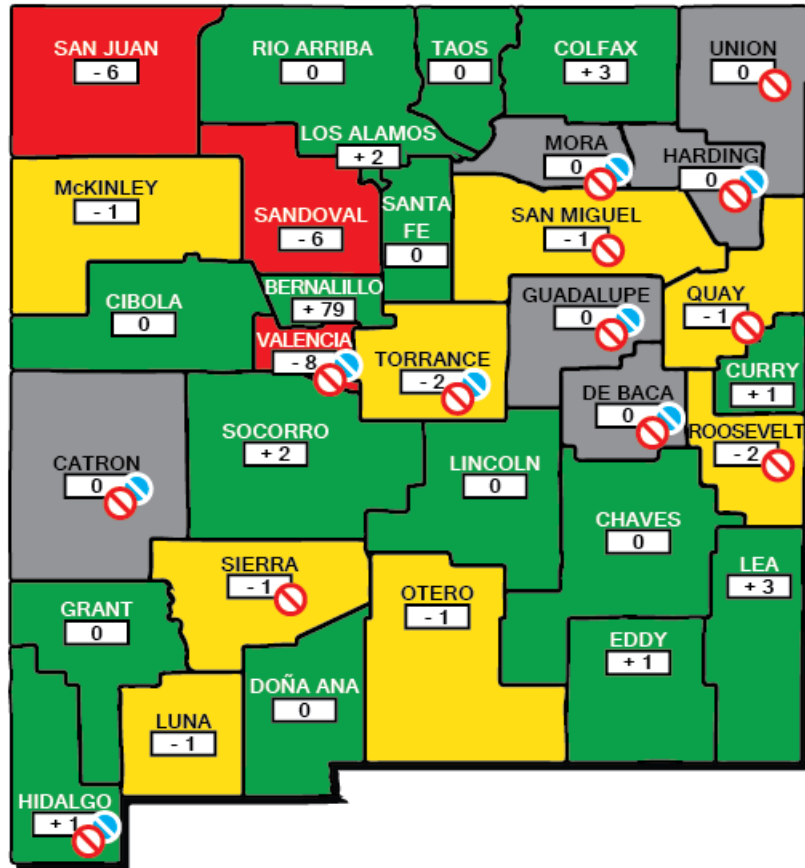 SAN JUAN
- 6
RIO ARRIBA
0
TAOS
0
COLFAX
+ 3
UNION
0
LOS ALAMOS
+ 2
MORA
0
HARDING
0
McKINLEY
- 1
SANDOVAL
- 6
SANTA
FE
0
SAN MIGUEL
- 1
CIBOLA
0
BERNALILLO
+ 79
GUADALUPE
0
QUAY
- 1
VALENCIA
- 8
TORRANCE
- 2
CURRY
+ 1
DE BACA
0
ROOSEVELT
- 2
CATRON
0
SOCORRO
+ 2
LINCOLN
0
CHAVES
0
SIERRA
- 1
OTERO
- 1
LEA
+ 3
GRANT
0
EDDY
+ 1
DOÑA ANA
0
LUNA
- 1
HIDALGO
+ 1